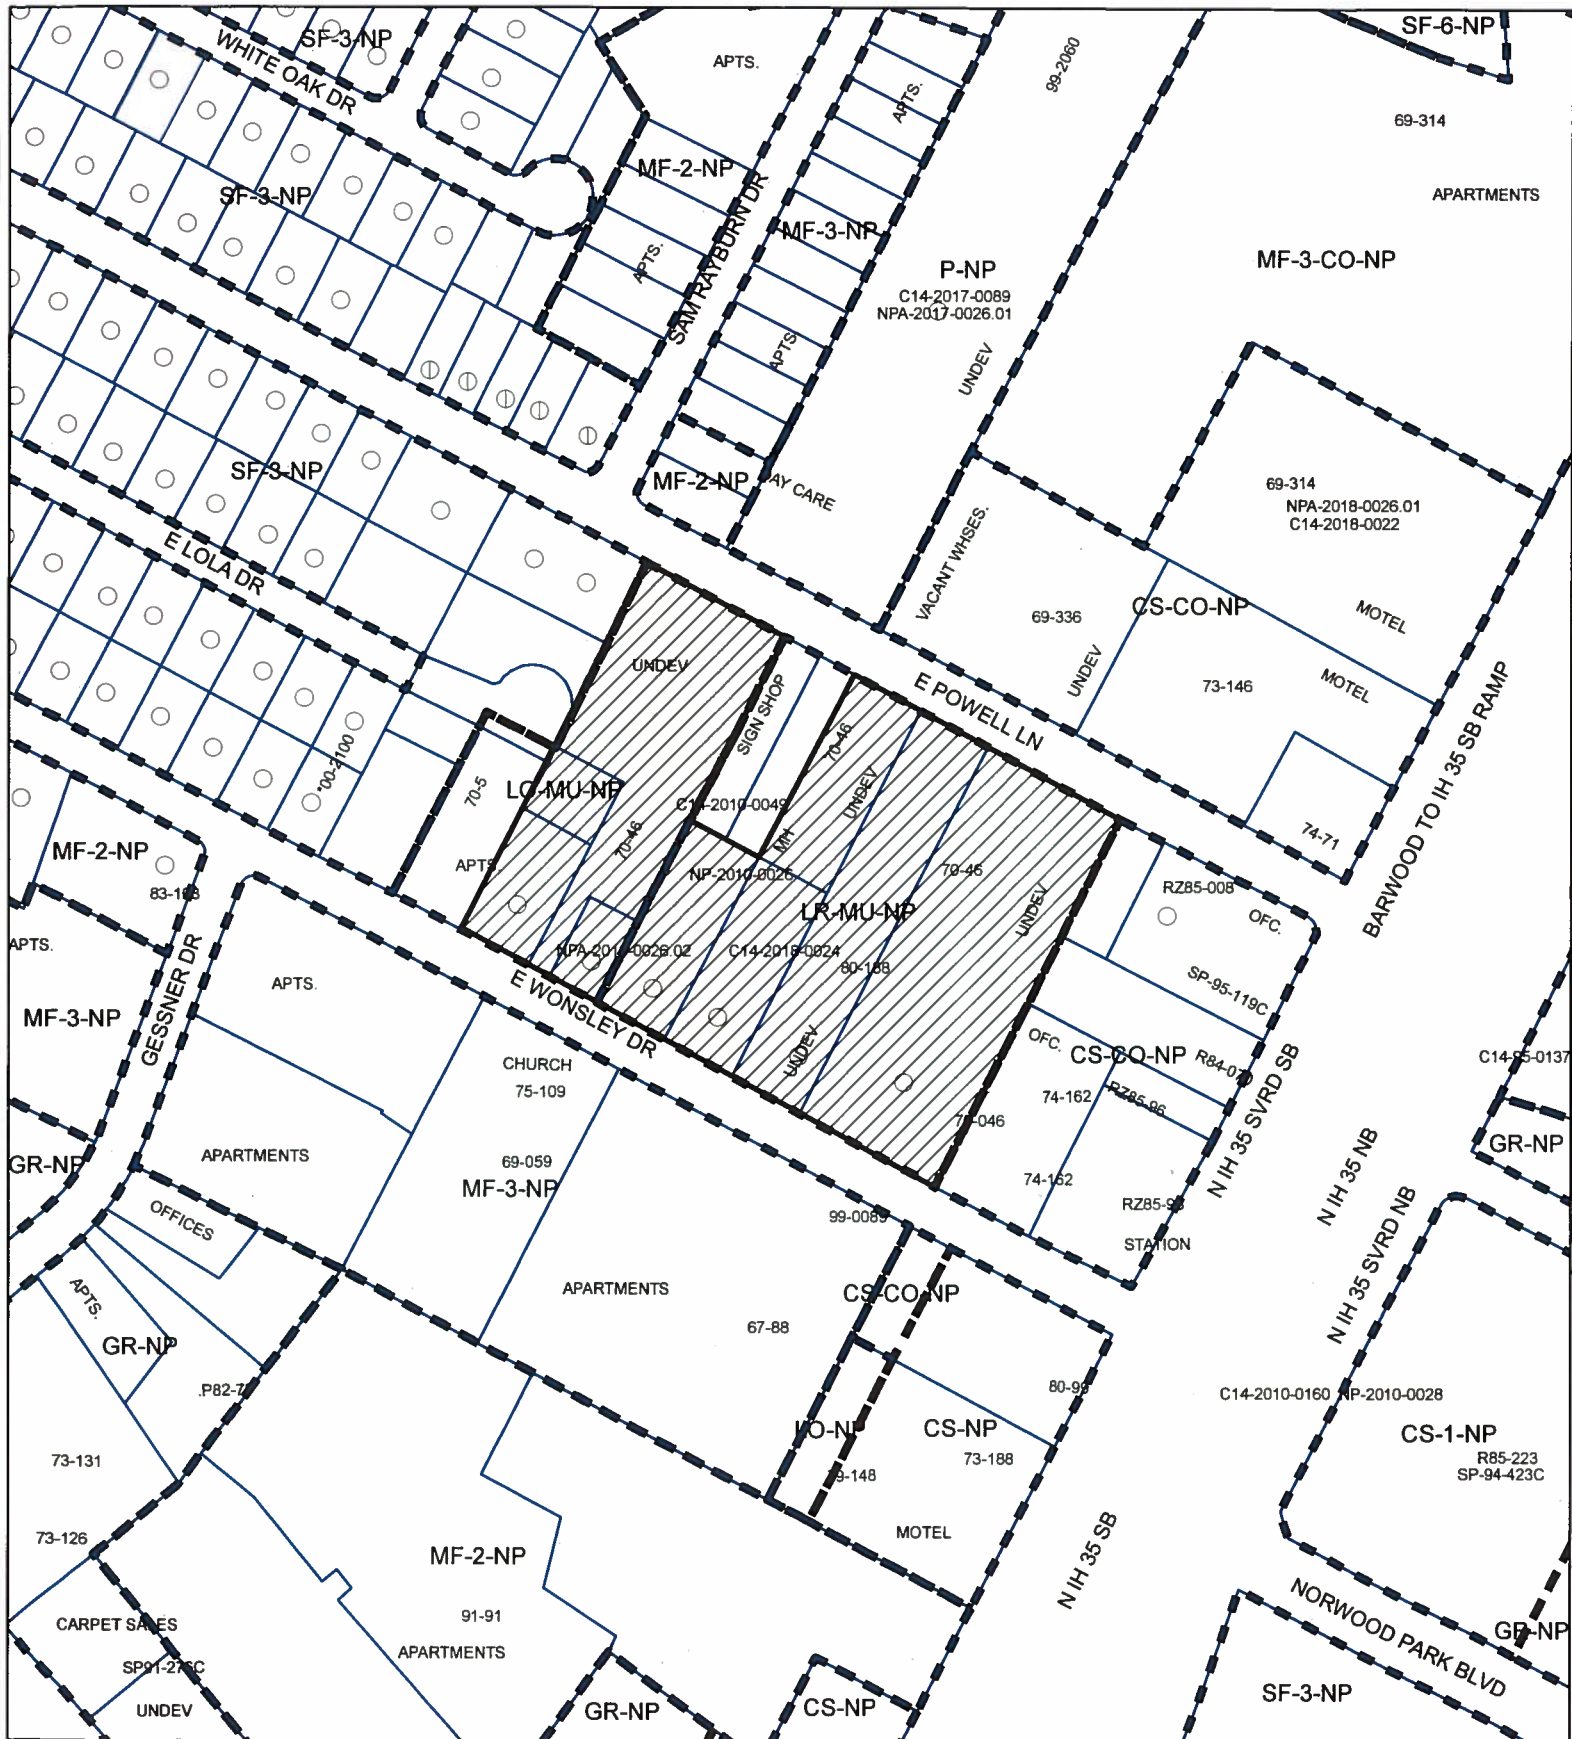 SF-3-NP
SF-6-NP
WHITE OAK DR
APTS.
99-2060
APTS.
69-314
MF-2-NP
SF-3-NP
APARTMENTS
SAM RAYBURN DR
MF-3-NP
APTS.
P-NP
MF-3-CO-NP
C14-2017-0089
NPA-2017-0026.01
APTS.
UNDEV
SF-3-NP
MF-2-NP
AY CARE
69-314
NPA-2018-0026.01
C14-2018-0022
VACANT WHSES.
E LOLA DR
CS-CO-NP
69-336
MOTEL
UNDEV
UNDEV
73-146
MOTEL
SIGN SHOP
E POWELL LN
BARWOOD TO IH 35 SB RAMP
70-46
*00-2100
70-5
LO-MU-NP
UNDEV
C14-2010-0049
74-71
70-46
MH
MF-2-NP
APTS.
NP-2010-0026
70-46
RZ85-008
83-163
LR-MU-NP
UNDEV
OFC.
APTS.
C14-2018-0024
80-188
APTS.
SP-95-119C
E WONSLEY DR
MF-3-NP
GESSNER DR
UNDEV
OFC.
CS-CO-NP
R84-070
C14-95-0137
CHURCH
75-109
74-162
RZ85-96
N IH 35 SVRD SB
GR-NP
GR-NP
APARTMENTS
69-059
MF-3-NP
74-162
N IH 35 NB
OFFICES
99-0089
STATION
N IH 35 SVRD NB
APTS.
APARTMENTS
CS-CO-NP
67-88
GR-NP
80-99
C14-2010-0160
NP-2010-0028
LO-NP
CS-NP
CS-1-NP
73-131
73-188
R85-223
SP-94-423C
MOTEL
73-126
MF-2-NP
N IH 35 SB
91-91
NORWOOD PARK BLVD
CARPET SALES
APARTMENTS
GR-NP
UNDEV
GR-NP
CS-NP
SF-3-NP